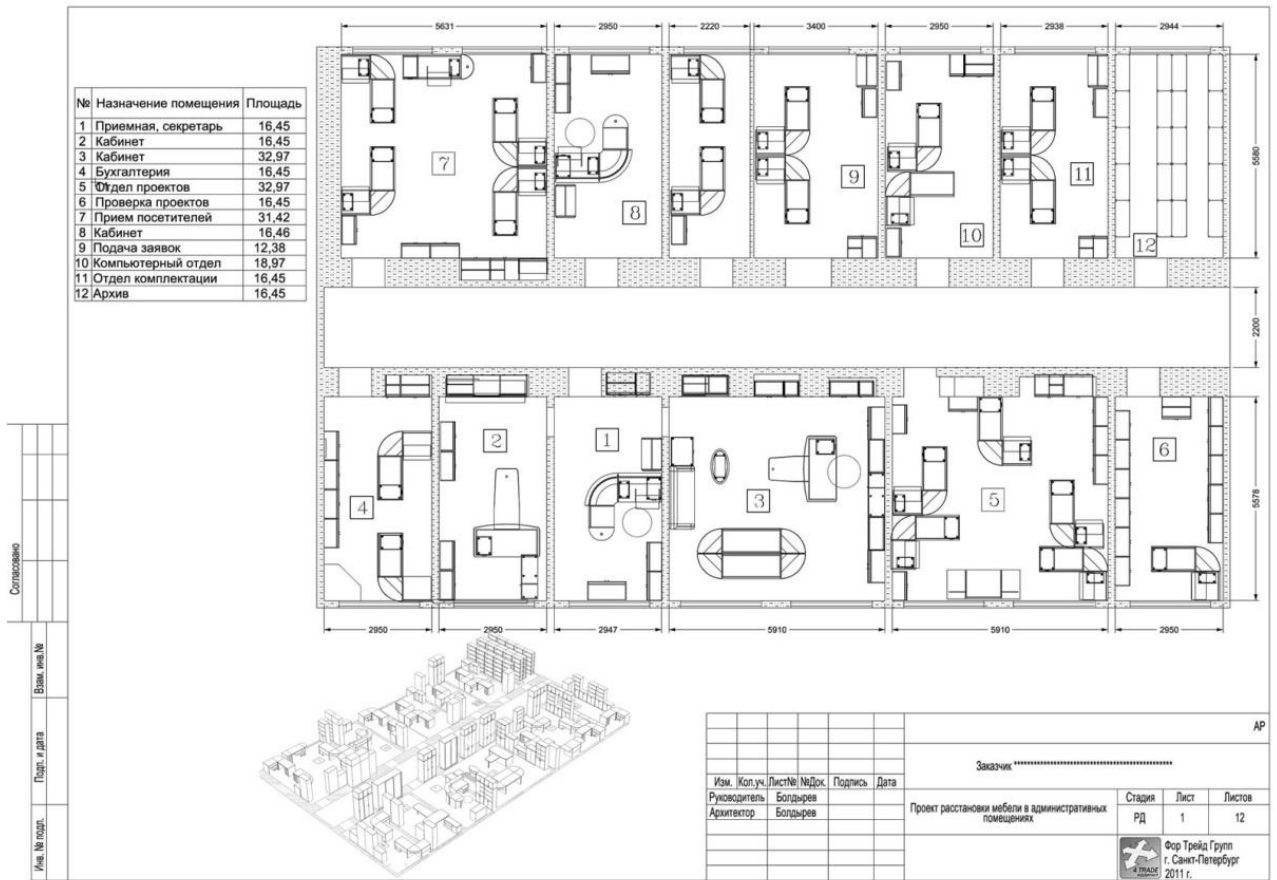 5631 2950 2220 3400 2950 2938 2944
№ Назначение помещения Площадь
1 Приемная, секретарь 16,45
2 Кабинет 16,45
3 Кабинет 32,97
4 Бухгалтерия 16,45
5 Отдел проектов 32,97
6 Проверка проектов 16,45
7 Прием посетителей 31,42
8 Кабинет 16,46
9 Подача заявок 12,38
10 Компьютерный отдел 18,97
11 Отдел комплектации 16,45
12 Архив 16,45
7
8
9
10
11
12
5580
2200
5578
4
2
1
3
5
6
2950 2950 2947 5910 5910 2950
Согласовано
Взам. инв.№
Подп. и дата
Инв. № подл.
АР
Заказчик **********************************************
Изм. Кол.уч. Лист№ №Док. Подпись Дата
Руководитель Болдырев
Архитектор Болдырев
Проект расстановки мебели в административных
помещениях
Стадия Лист Листов
РД 1 12
4 TRADE
Фор Трейд Групп
г. Санкт-Петербург
2011 г.